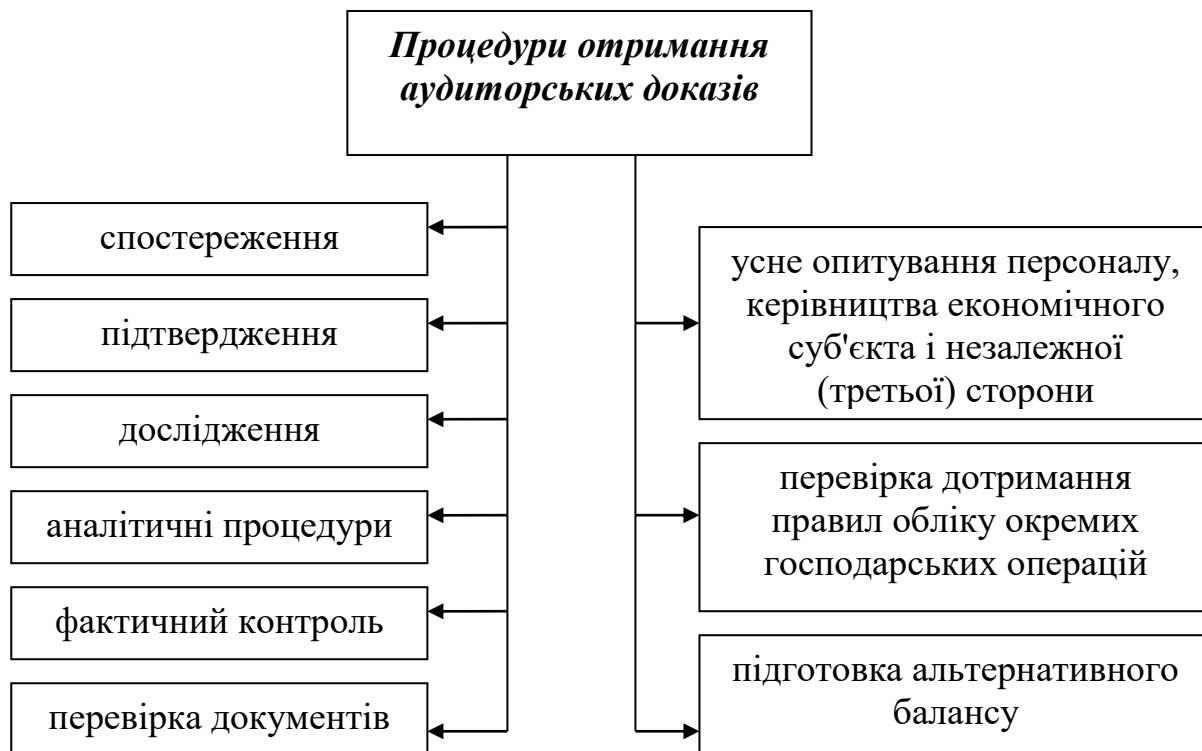 Процедури отримання
аудиторських доказів
спостереження
підтвердження
дослідження
аналітичні процедури
фактичний контроль
перевірка документів
усне опитування персоналу,
керівництва економічного
суб'єкта і незалежної
(третьої) сторони
перевірка дотримання
правил обліку окремих
господарських операцій
підготовка альтернативного
балансу